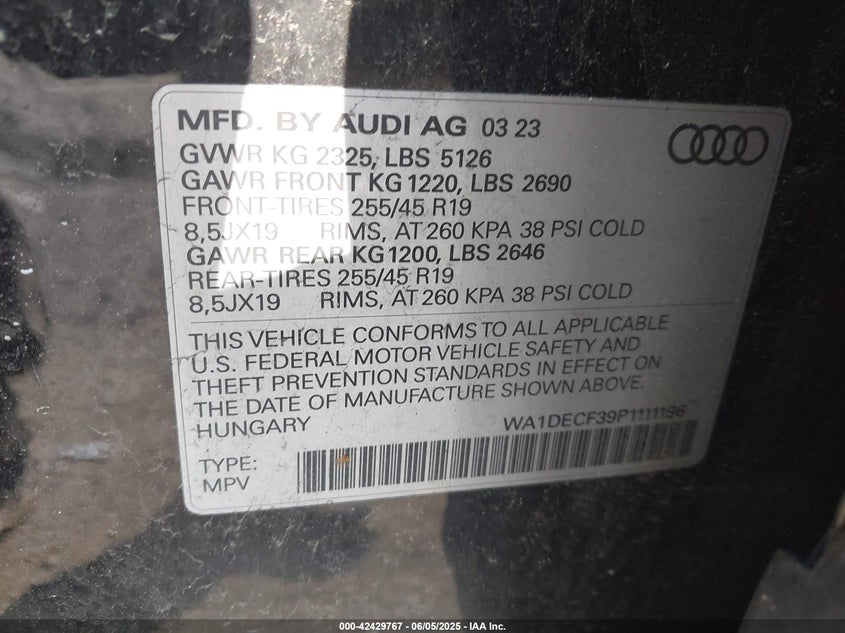 MFD. BY AUDI AG 03 23
GVWR KG 2325, LBS 5126
GAWR FRONT KG 1220, LBS 2690
FRONT-TIRES 255/45 R19
8,5JX19 RIMS, AT 260 KPA 38 PSI COLD
GAWR REAR KG1200, LBS 2646
REAR-TIRES 255/45 R19
8,5JX19 RIMS, AT 260 KPA 38 PSI COLD
THIS VEHICLE CONFORMS TO ALL APPLICABLE
U.S. FEDERAL MOTOR VEHICLE SAFETY AND
THEFT PREVENTION STANDARDS IN EFFECT ON
THE DATE OF MANUFACTURE SHOWN ABOVE.
HUNGARY WA1DECF39P1111196
TYPE:
MPV
000-42429767 - 06/05/2025 - IAA Inc.